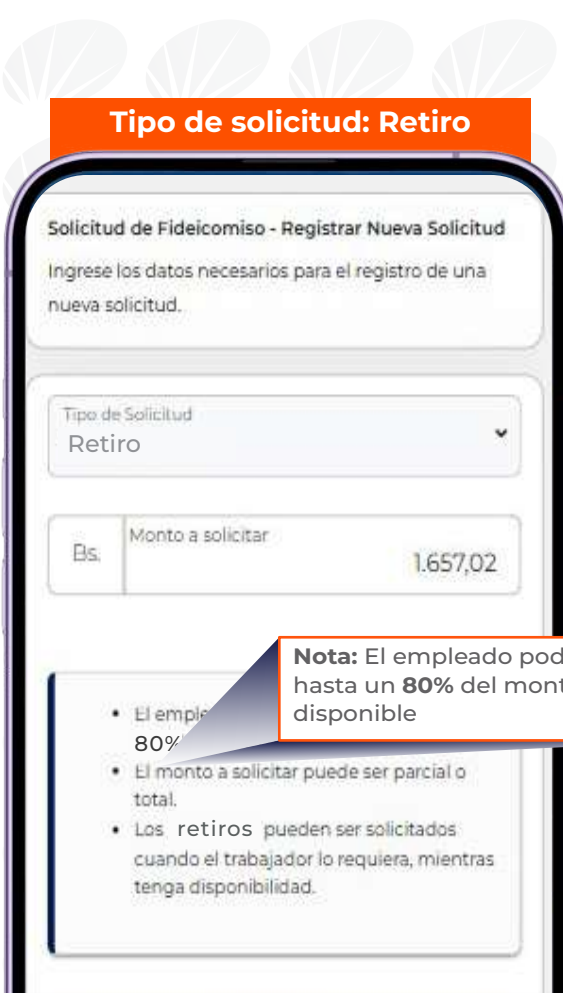 Tipo de solicitud: Retiro
Solicitud de Fideicomiso - Registrar Nueva Solicitud
Ingrese los datos necesarios para el registro de una
nueva solicitud.
Tipo de Solicitud
Retiro
Bs.
Monto a solicitar
1.657,02
Nota: El empleado pod
hasta un 80% del mont
disponible
• El emple
80%
• El monto a solicitar puede ser parcial o
total.
• Los retiros pueden ser solicitados
cuando el trabajador lo requiera, mientras
tenga disponibilidad.